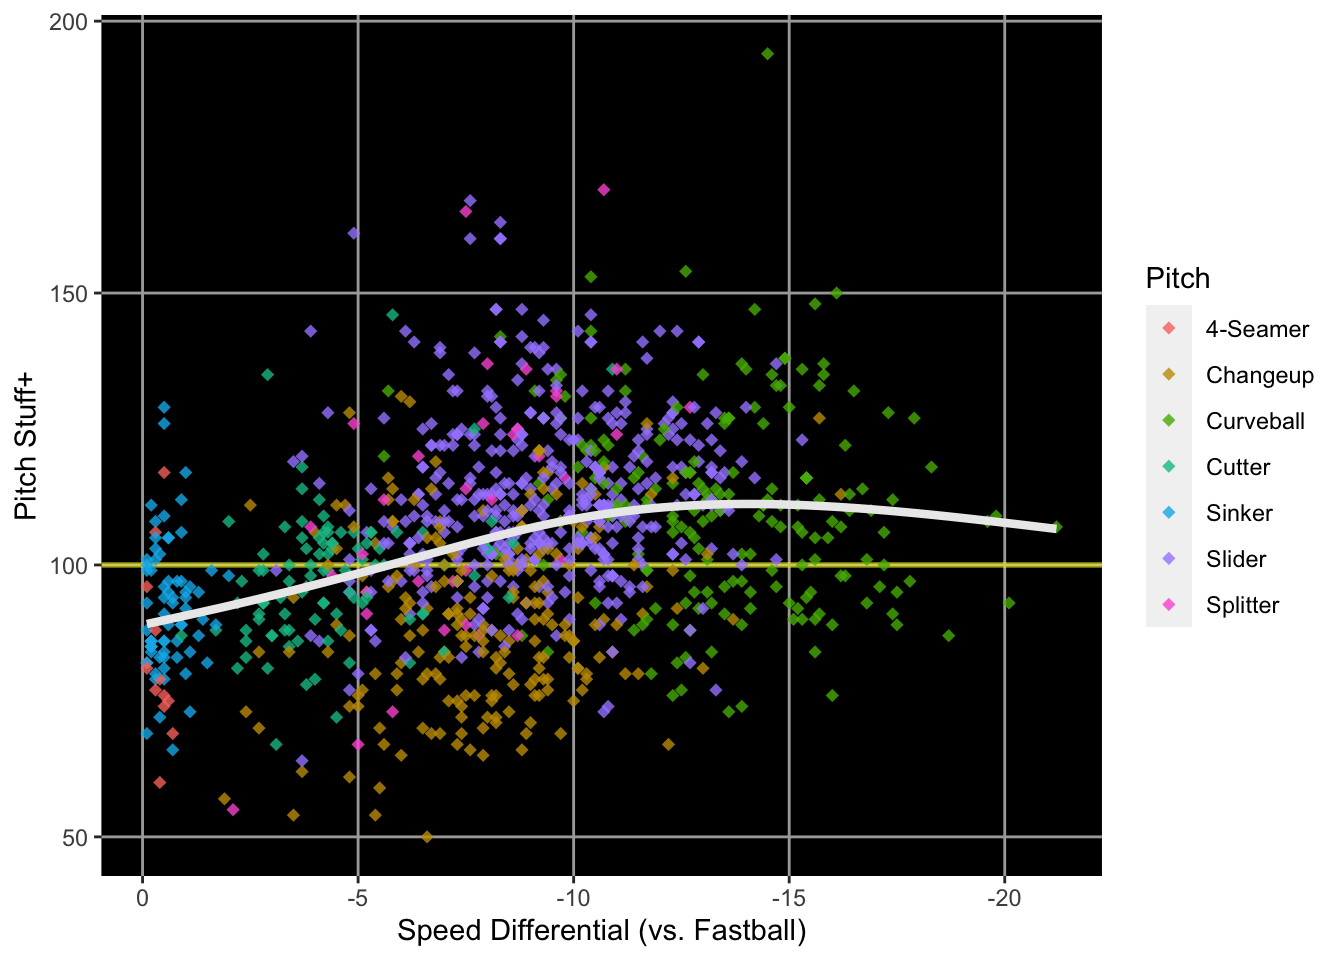 200
150
100
50
Pitch Stuff+
0
-5
-10
-15
-20
Speed Differential (vs. Fastball)
Pitch
4-Seamer
Changeup
Curveball
Cutter
Sinker
Slider
Splitter